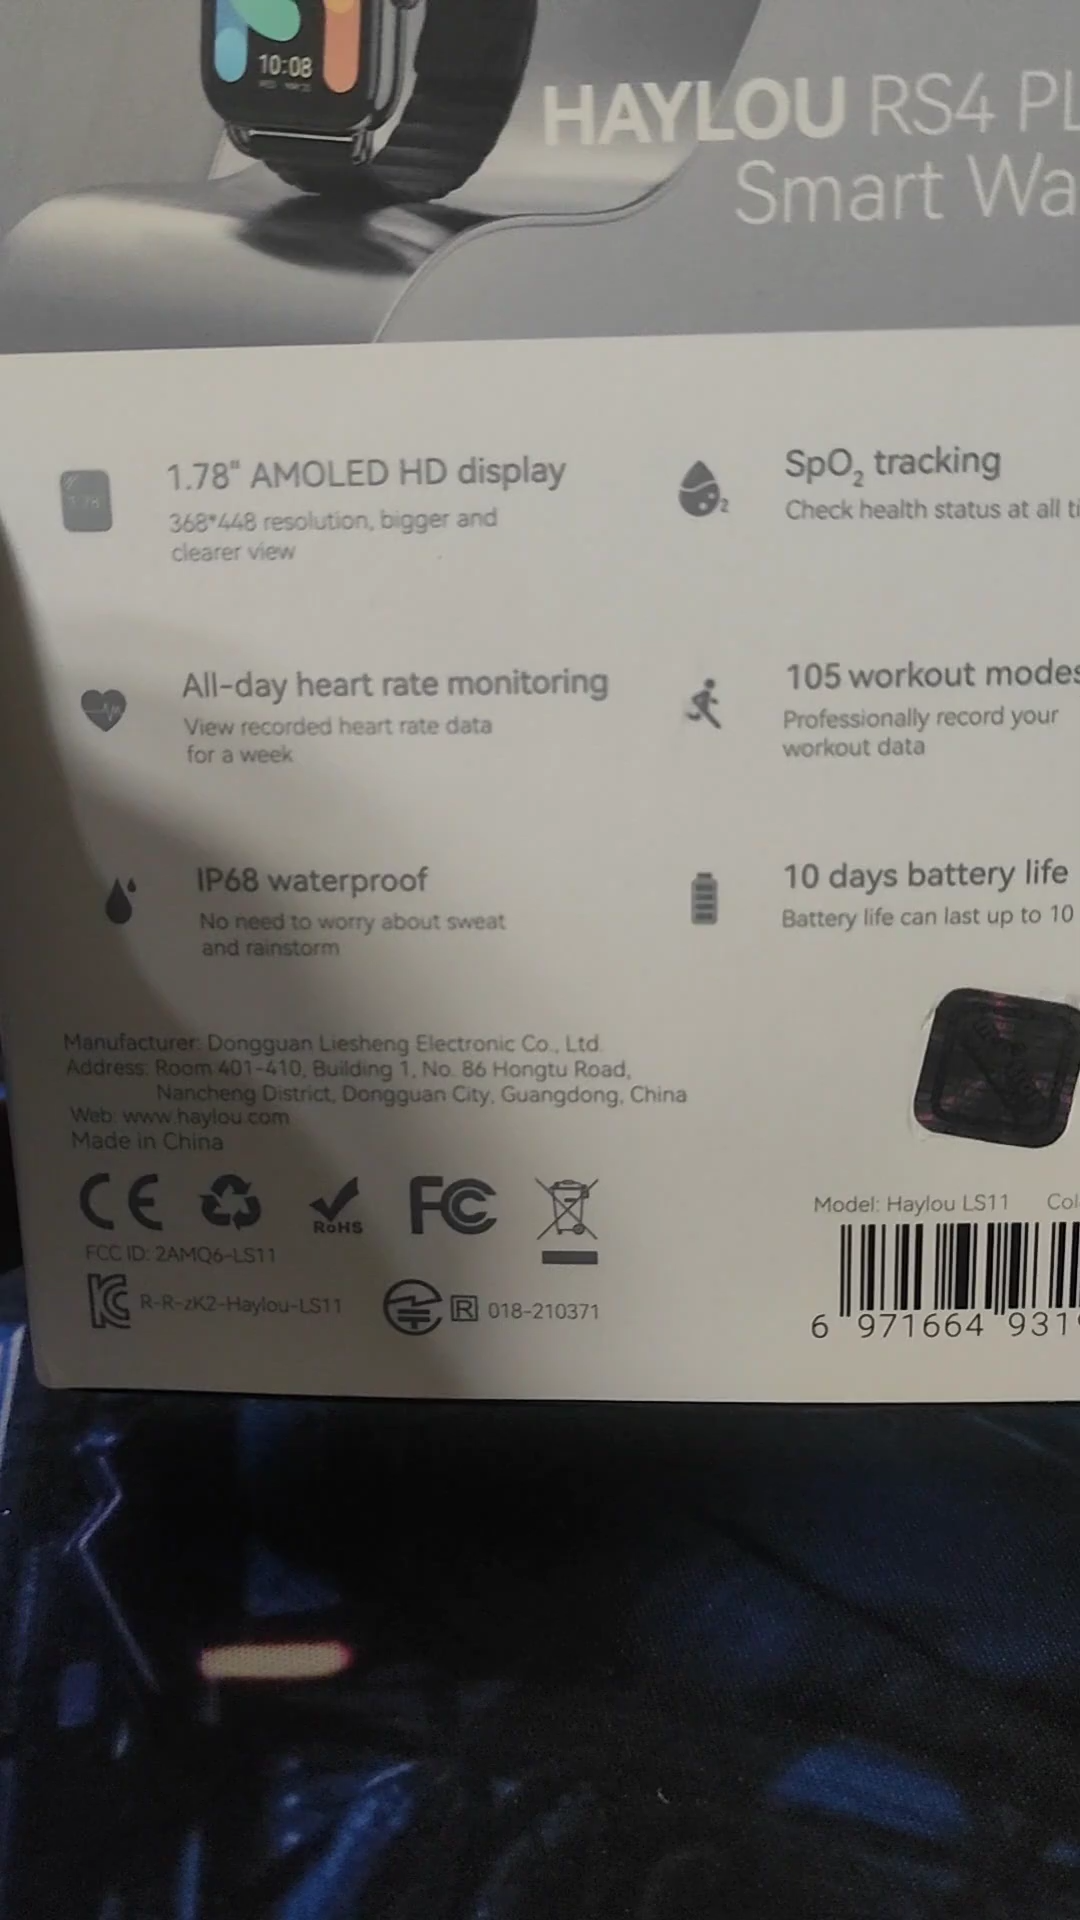 10:08
HAYLOU RS4 PL
Smart Wa
1.78" AMOLED HD display
368*448 resolution, bigger and
clearer view
SpO₂ tracking
Check health status at all ti
All-day heart rate monitoring
View recorded heart rate data
for a week
105 workout modes
Professionally record your
workout data
IP68 waterproof
No need to worry about sweat
and rainstorm
10 days battery life
Battery life can last up to 10
Manufacturer: Dongguan Liesheng Electronic Co., Ltd.
Address: Room 401-410, Building 1, No. 86 Hongtu Road,
Nancheng District, Dongguan City, Guangdong, China
Web: www.haylou.com
Made in China
CE RoHS FC
FCC ID: 2AMQ6-LS11
R-R-zK2-Haylou-LS11
R 018-210371
Model: Haylou LS11 Col
6 971664 931